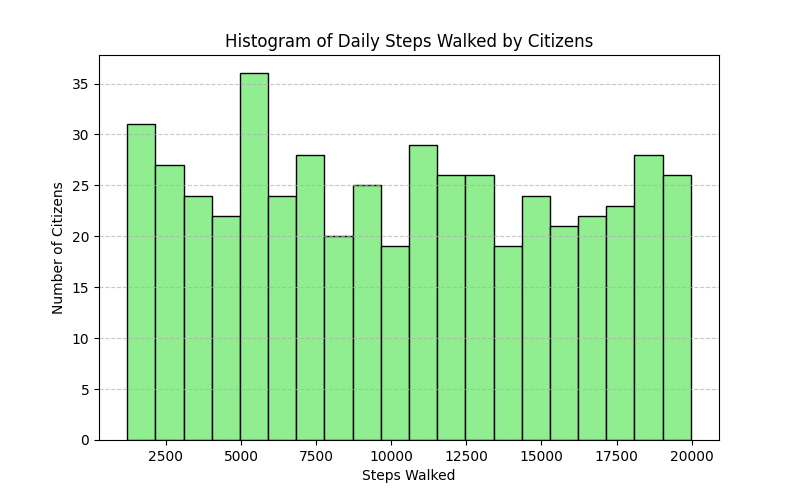 Histogram of Daily Steps Walked by Citizens
Number of Citizens
35
30
25
20
15
10
5
0
2500 5000 7500 10000 12500 15000 17500 20000
Steps Walked